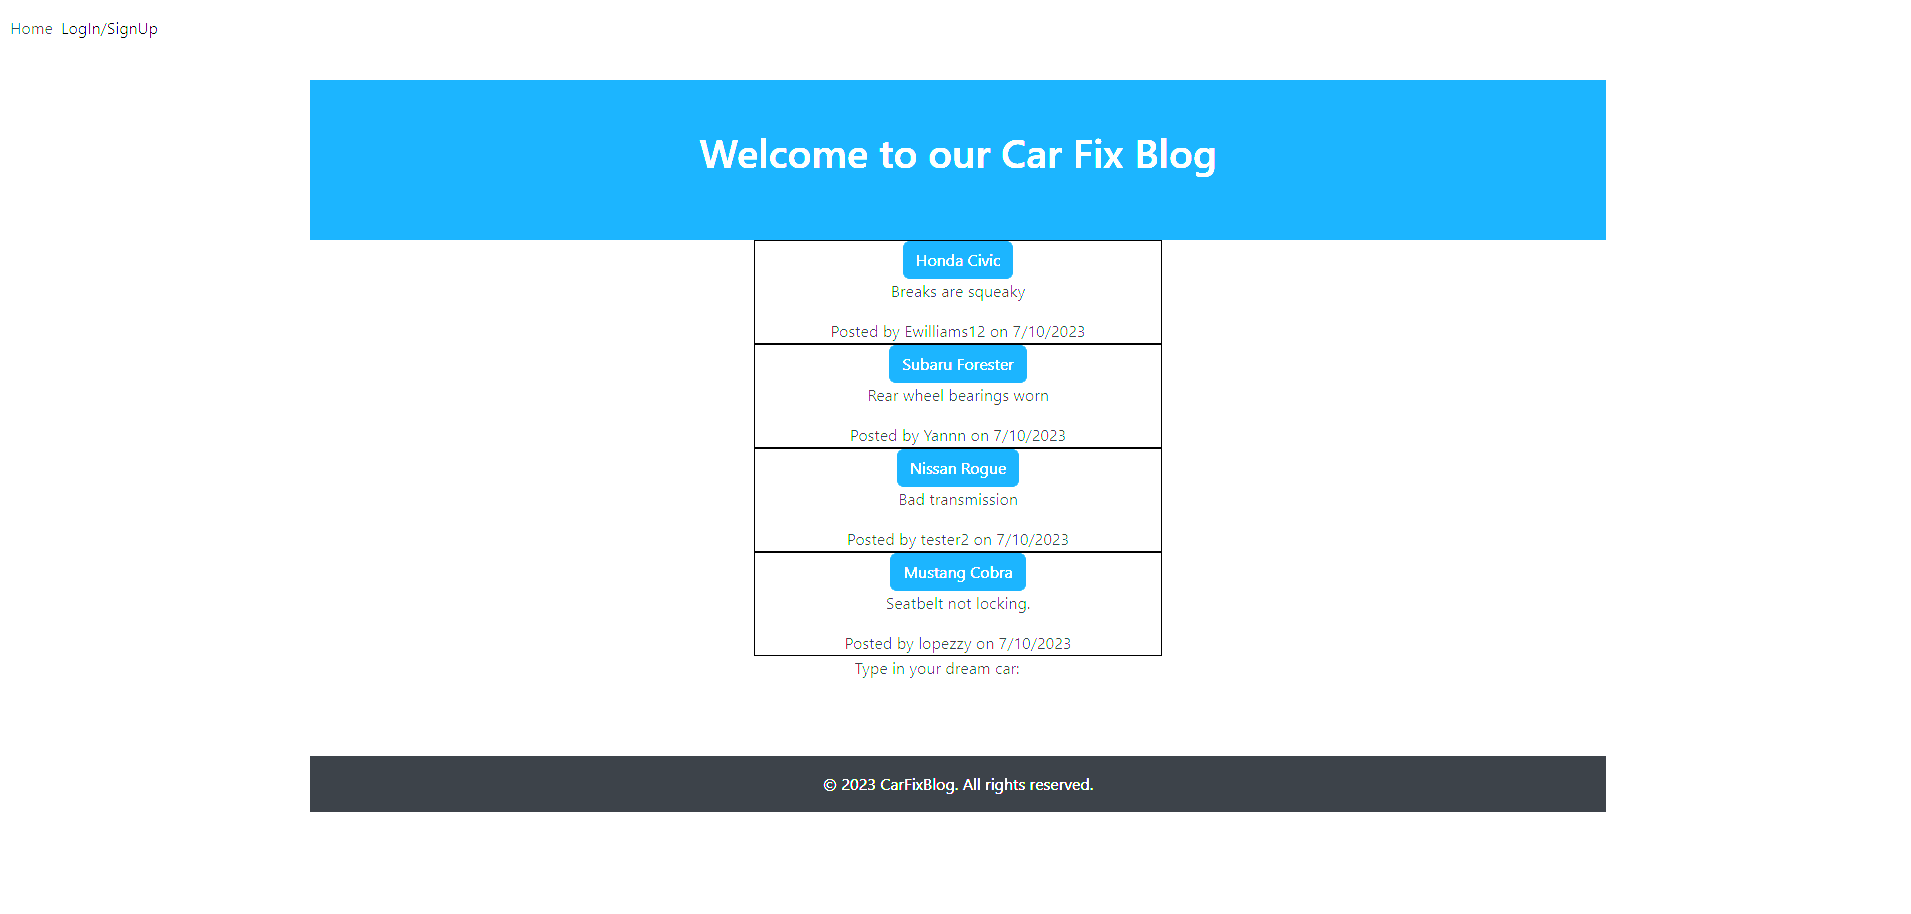 Home LogIn/SignUp
Welcome to our Car Fix Blog
Honda Civic
Breaks are squeaky
Posted by Ewilliams12 on 7/10/2023
Subaru Forester
Rear wheel bearings worn
Posted by Yannn on 7/10/2023
Nissan Rogue
Bad transmission
Posted by tester2 on 7/10/2023
Mustang Cobra
Seatbelt not locking.
Posted by lopezzy on 7/10/2023
Type in your dream car:
© 2023 CarFixBlog. All rights reserved.